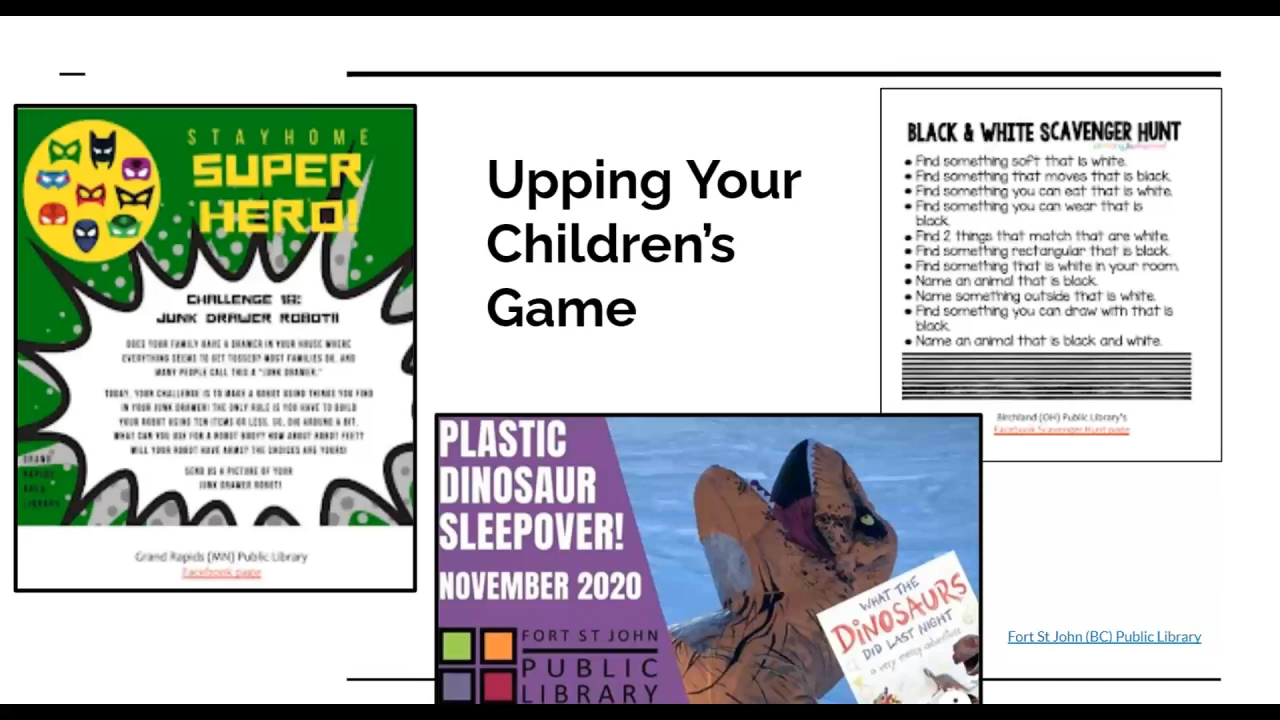 STAYHOME
SUPER
HERO!
CHALLENGE 18:
JUNK DRAWER ROBOT!!
DOES YOUR FAMILY HAVE A DRAWER IN YOUR HOUSE WHERE
EVERYTHING SEEMS TO GET TOSSED? MOST FAMILIES DO, AND
MANY PEOPLE CALL THIS A "JUNK DRAWER."
TODAY, YOUR CHALLENGE IS TO MAKE A ROBOT USING THINGS YOU FIND
IN YOUR JUNK DRAWER! THE ONLY RULE IS YOU HAVE TO BUILD
YOUR ROBOT USING TEN ITEMS OR LESS. SO, DIG AROUND A BIT.
WHAT CAN YOU USE FOR A ROBOT BODY? HOW ABOUT ROBOT FEET?
WILL YOUR ROBOT HAVE ARMS? THE CHOICES ARE YOURS!
SEND US A PICTURE OF YOUR
JUNK DRAWER ROBOT!
GRAND
RAPIDS
AREA
LIBRARY
Grand Rapids (MN) Public Library
Facebook page
Upping Your
Children's
Game
BLACK & WHITE SCAVENGER HUNT
• Find something soft that is white.
• Find something that moves that is black.
• Find something you can eat that is white.
• Find something you can wear that is
black.
• Find 2 things that match that are white.
• Find something rectangular that is black.
• Find something that is white in your room.
• Name an animal that is black.
• Name something outside that is white.
• Find something you can draw with that is
black.
• Name an animal that is black and white.
Birchland (OH) Public Library's
Facebook Scavenger Hunt page
PLASTIC
DINOSAUR
SLEEPOVER!
NOVEMBER 2020
FORT ST JOHN
PUBLIC
LIBRARY
WHAT THE
DINOSAURS
DID LAST NIGHT
a very messy adventure
Fort St John (BC) Public Library